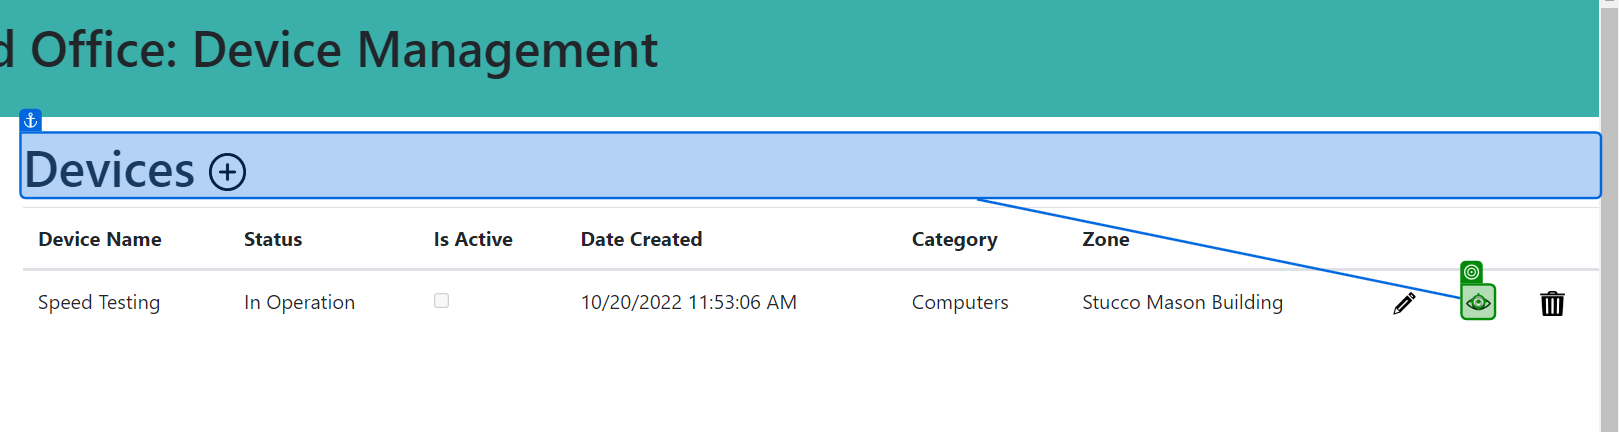 d Office: Device Management
Devices
Device Name Status Is Active Date Created Category Zone
Speed Testing In Operation 10/20/2022 11:53:06 AM Computers Stucco Mason Building